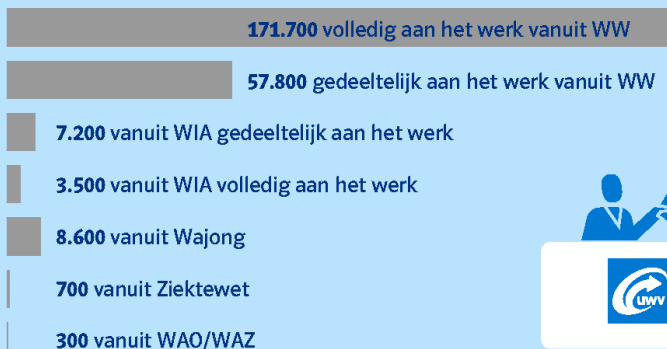 171.700 volledig aan het werk vanuit WW
57.800 gedeeltelijk aan het werk vanuit WW
7.200 vanuit WIA gedeeltelijk aan het werk
3.500 vanuit WIA volledig aan het werk
8.600 vanuit Wajong
700 vanuit Ziektewet
300 vanuit WAO/WAZ
UWV